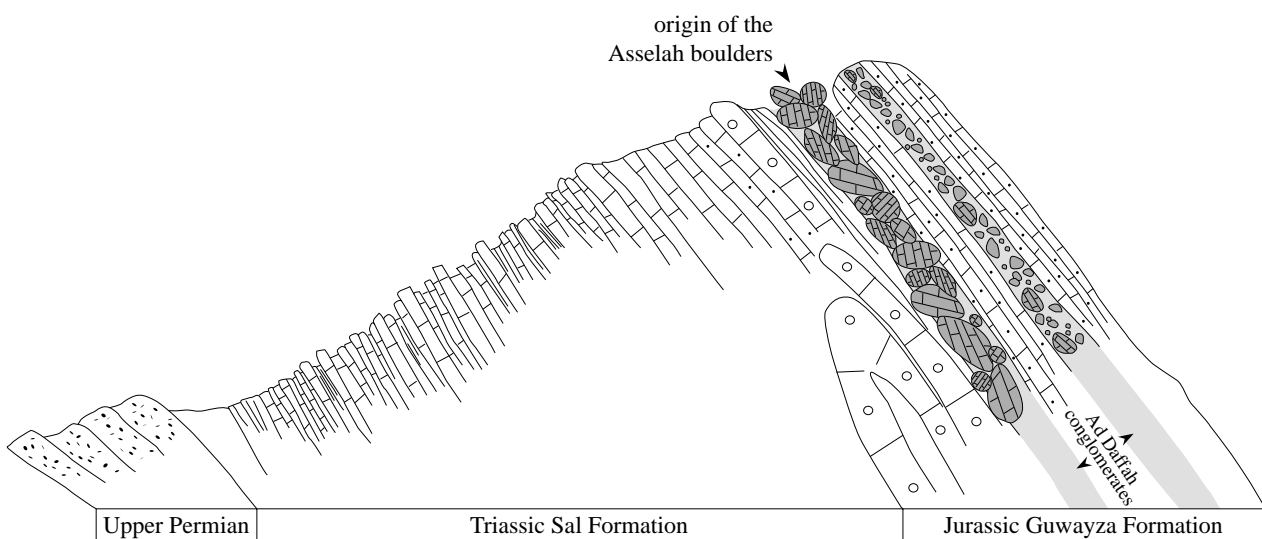 origin of the
Asselah boulders
Ad Daffah
conglomerates
Upper Permian
Triassic Sal Formation
Jurassic Guwayza Formation